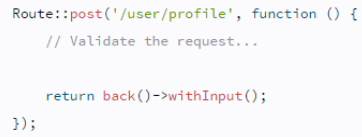 Route::post('/user/profile', function () {
    // Validate the request...
    return back()->withInput();
});